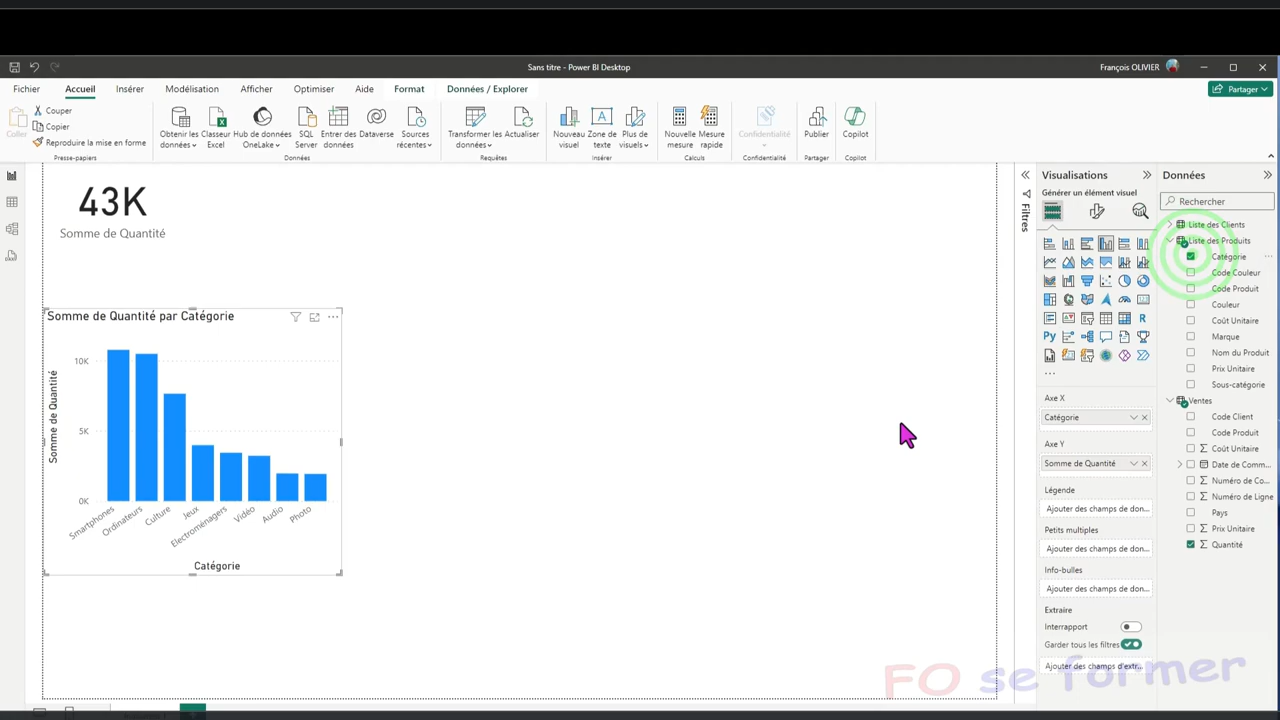 Sans titre - Power BI Desktop
François OLIVIER
Fichier
Accueil
Insérer
Modélisation
Afficher
Optimiser
Aide
Format
Données / Explorer
Partager
Coller
Couper
Copier
Reproduire la mise en forme
Presse-papiers
Obtenir les données
Classeur Excel
Hub de données OneLake
SQL Server
Entrer des données
Dataverse
Sources récentes
Données
Transformer les données
Actualiser
Requêtes
Nouveau visuel
Zone de texte
Plus de visuels
Insérer
Nouvelle mesure
Mesure rapide
Calculs
Confidentialité
Confidentialité
Publier
Partager
Copilot
Copilot
43K
Somme de Quantité
Somme de Quantité par Catégorie
Somme de Quantité
10K
5K
0K
Smartphones
Ordinateurs
Culture
Jeux
Electroménagers
Vidéo
Audio
Photo
Catégorie
Filtres
Visualisations
Générer un élément visuel
R
Py
123
Axe X
Catégorie
Axe Y
Somme de Quantité
Légende
Ajouter des champs de don...
Petits multiples
Ajouter des champs de don...
Info-bulles
Ajouter des champs de don...
Extraire
Interrapport
Garder tous les filtres
Ajouter des champs d'extr...
Données
Rechercher
Liste des Clients
Liste des Produits
Catégorie
Code Couleur
Code Produit
Couleur
Coût Unitaire
Marque
Nom du Produit
Prix Unitaire
Sous-catégorie
Ventes
Code Client
Code Produit
Coût Unitaire
Date de Comm...
Numéro de Co...
Numéro de Ligne
Pays
Prix Unitaire
Quantité
FO se former